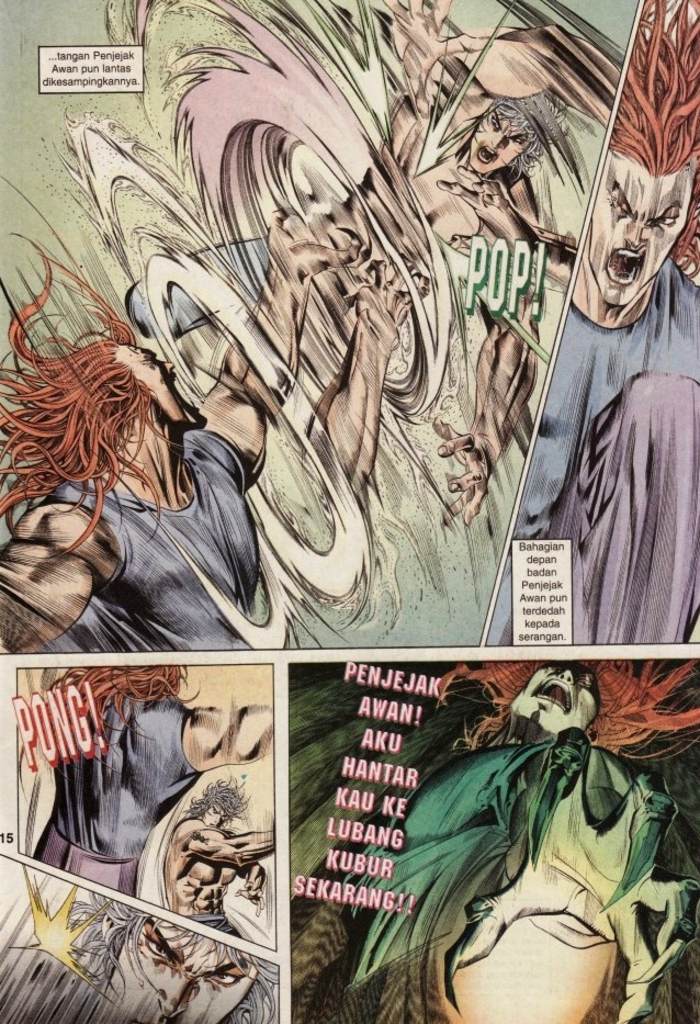 ...tangan Penjejak
Awan pun lantas
dikesampingkannya.
POP!
Bahagian
depan
badan
Penjejak
Awan pun
terdedah
kepada
serangan.
PONG!
PENJEJAK
AWAN!
AKU
HANTAR
KAU KE
LUBANG
KUBUR
SEKARANG!!
15